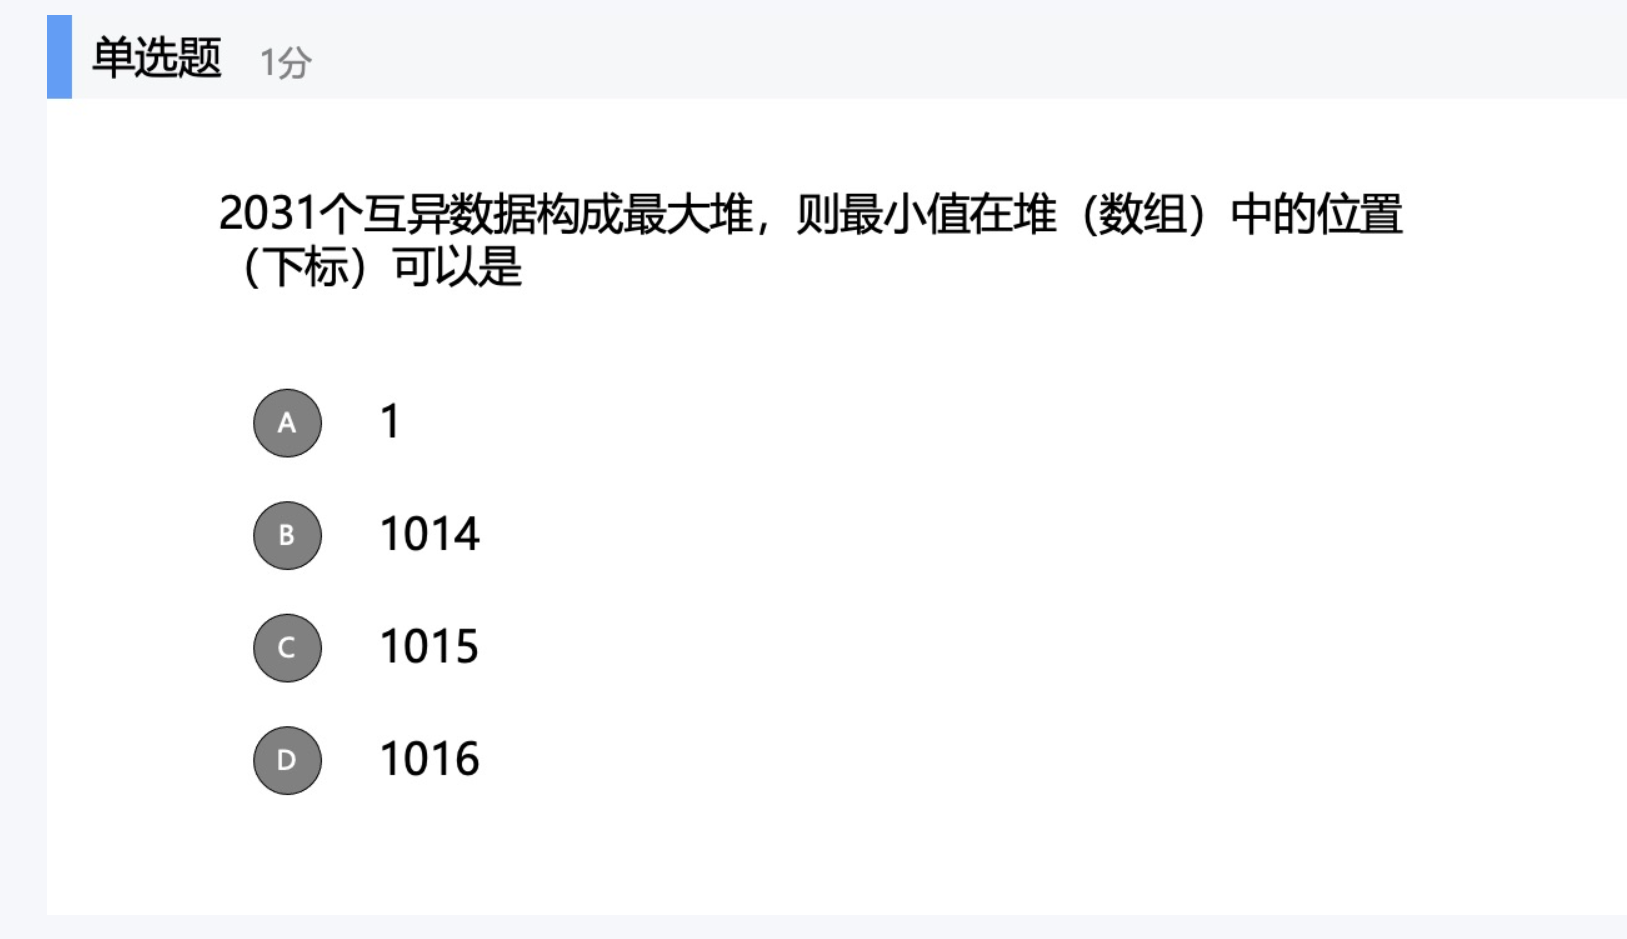 单选题 1分
2031个互异数据构成最大堆，则最小值在堆（数组）中的位置
（下标）可以是
A 1
B 1014
C 1015
D 1016